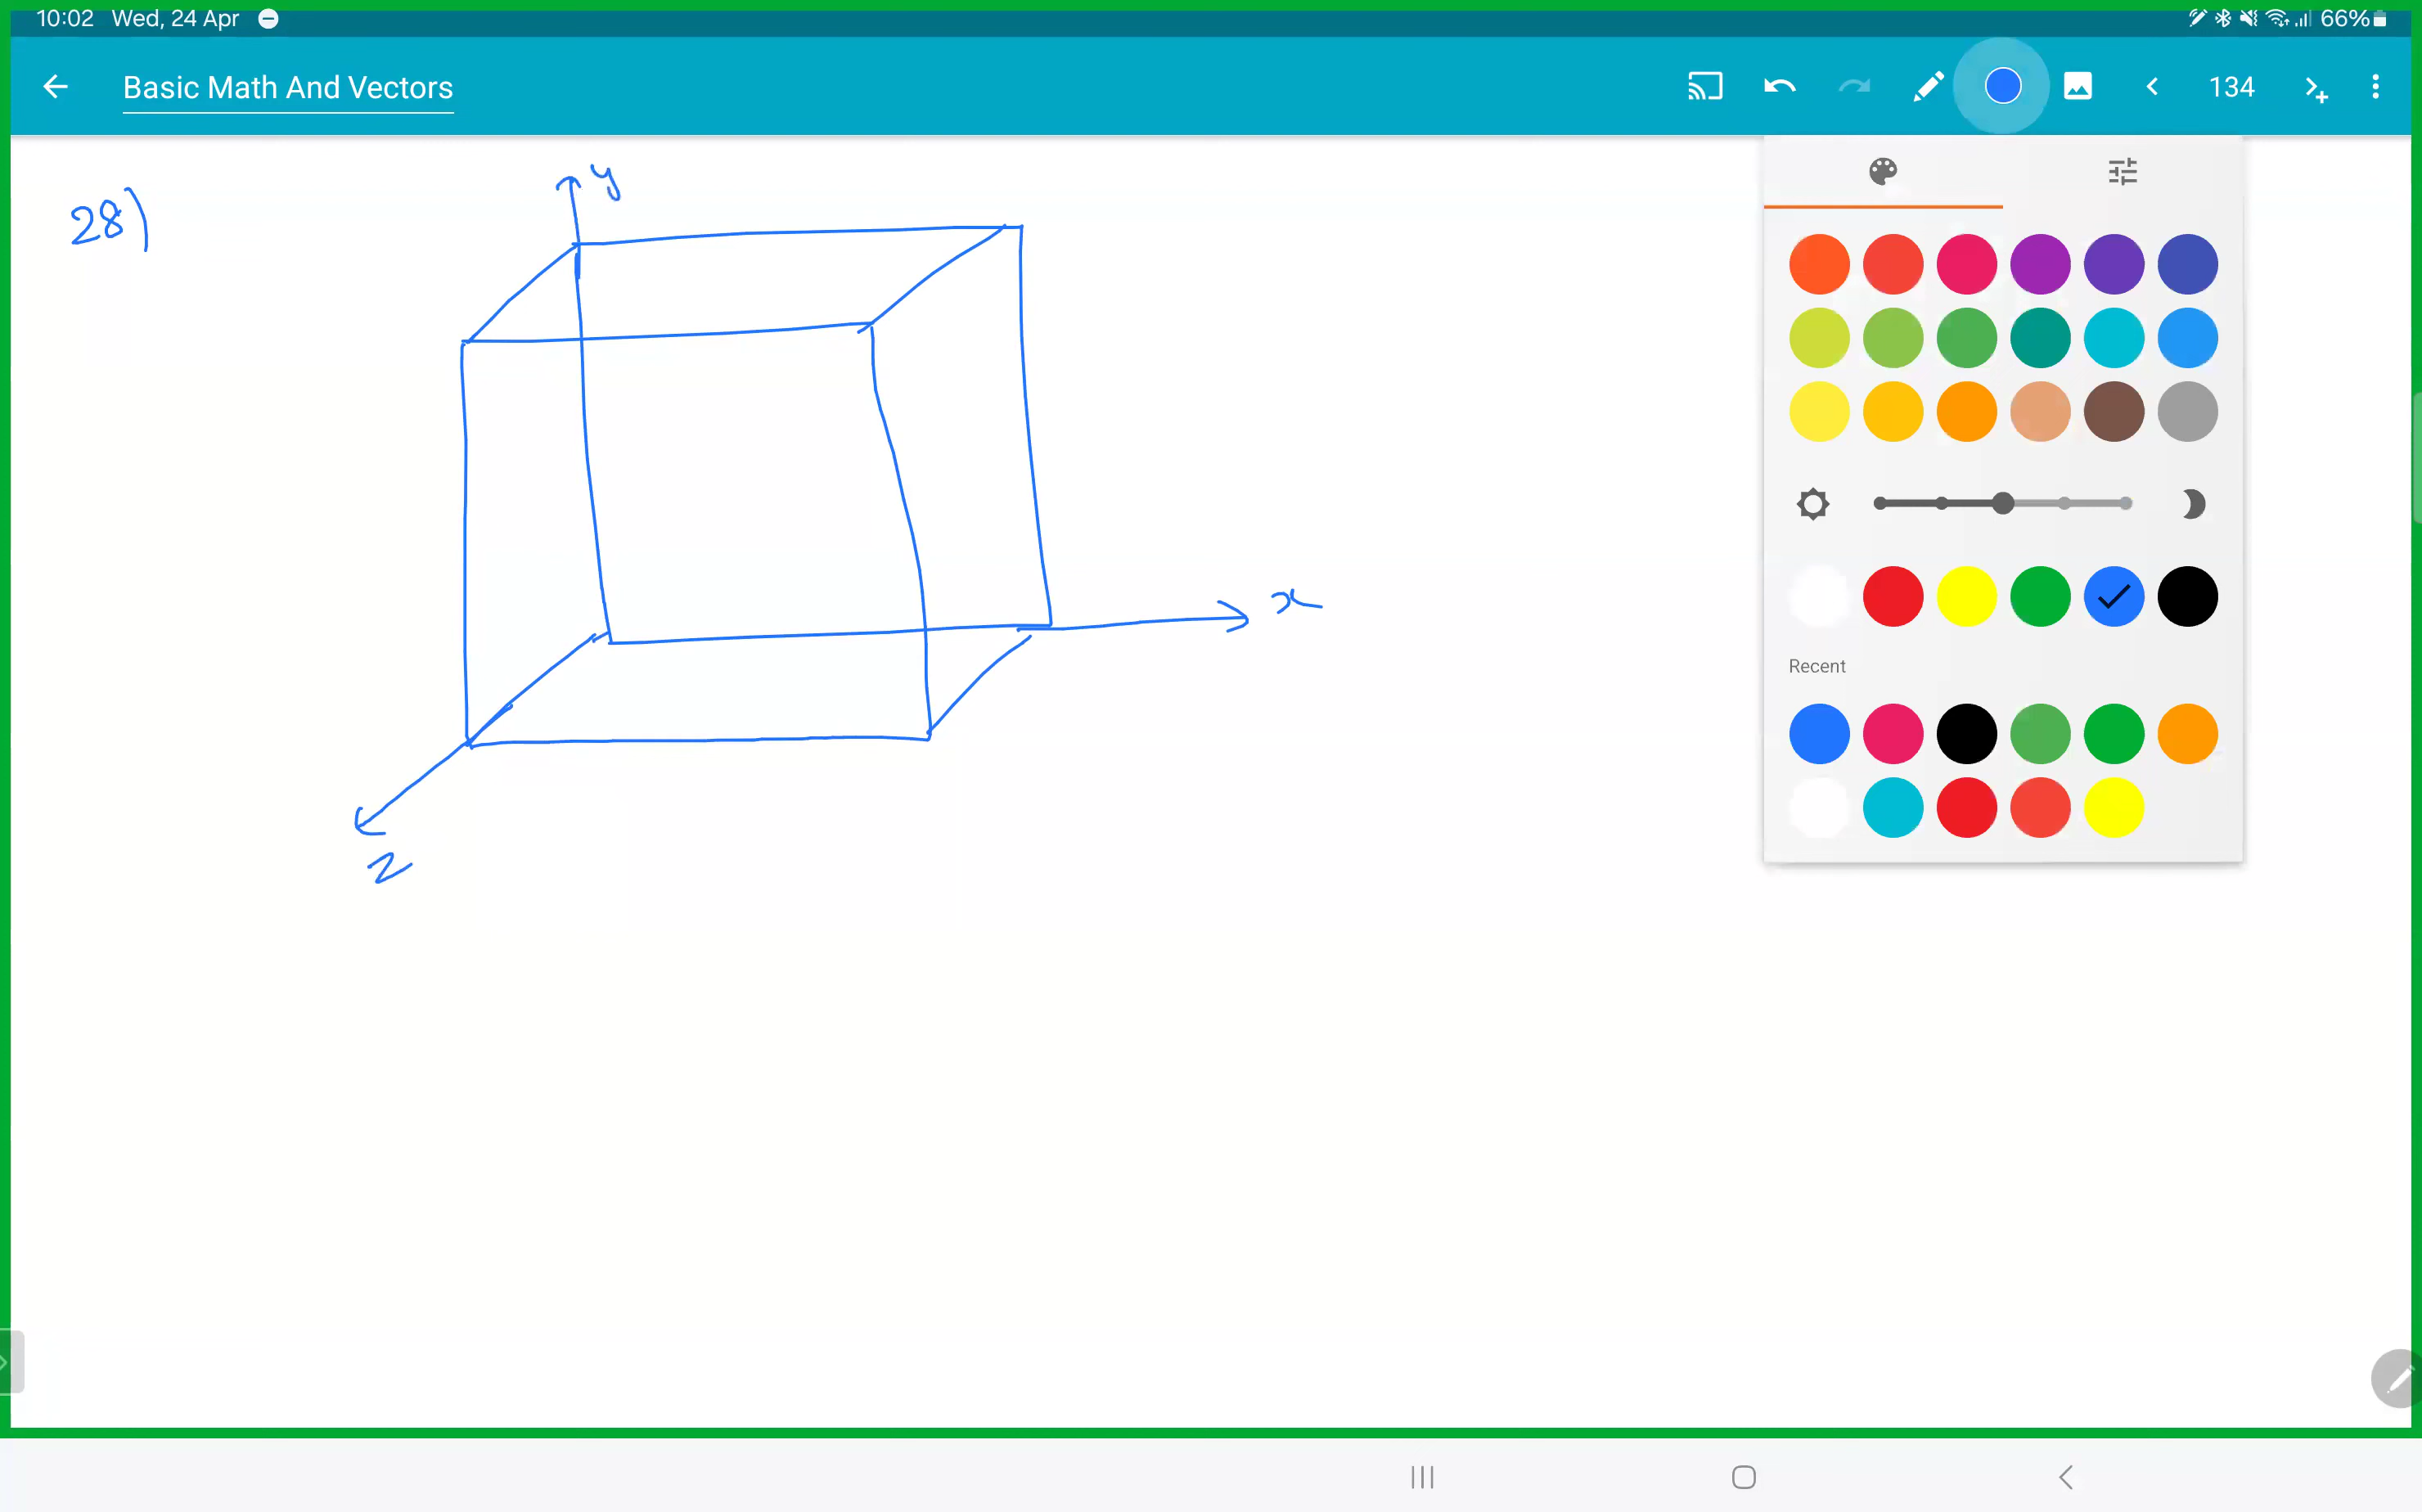 10:02 Wed, 24 Apr 66%
Basic Math And Vectors 134
28)
y
x
z
Recent